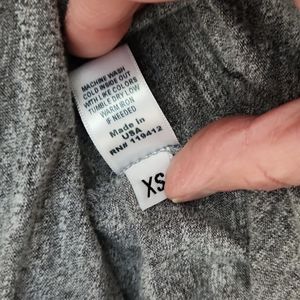 MACHINE WASH
COLD INSIDE OUT
WITH LIKE COLORS
TUMBLE DRY LOW
WARM IRON
IF NEEDED
Made in
USA
RN# 119412
XS